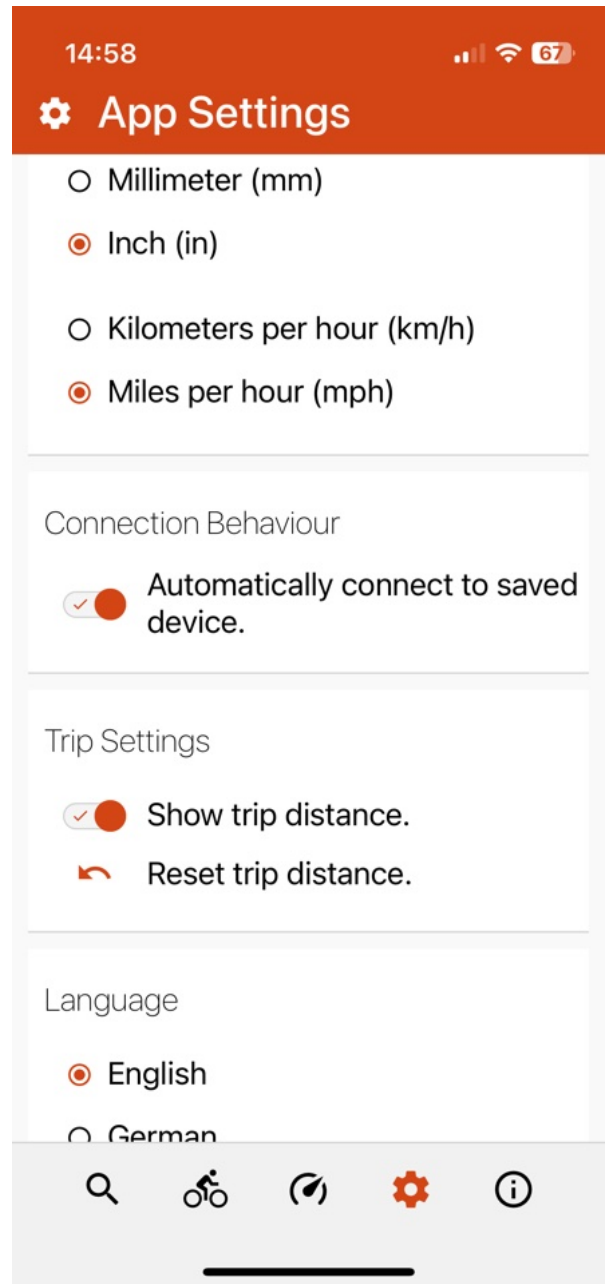 14:58
67
App Settings
Millimeter (mm)
Inch (in)
Kilometers per hour (km/h)
Miles per hour (mph)
Connection Behaviour
Automatically connect to saved
device.
Trip Settings
Show trip distance.
Reset trip distance.
Language
English
German